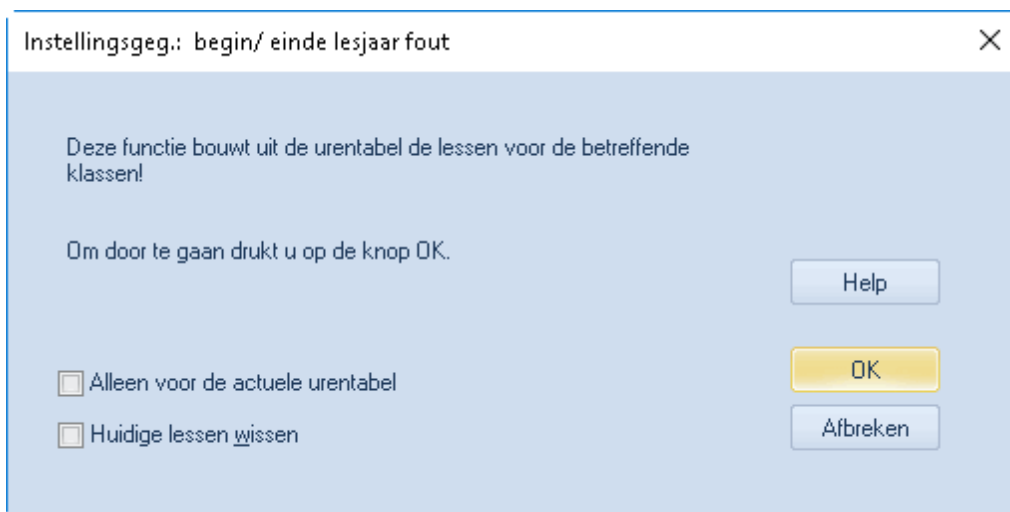 Instellingsgeg.: begin/ einde lesjaar fout
Deze functie bouwt uit de urentabel de lessen voor de betreffende
klassen!
Om door te gaan drukt u op de knop OK.
Help
OK
Alleen voor de actuele urentabel
Afbreken
Huidige lessen wissen